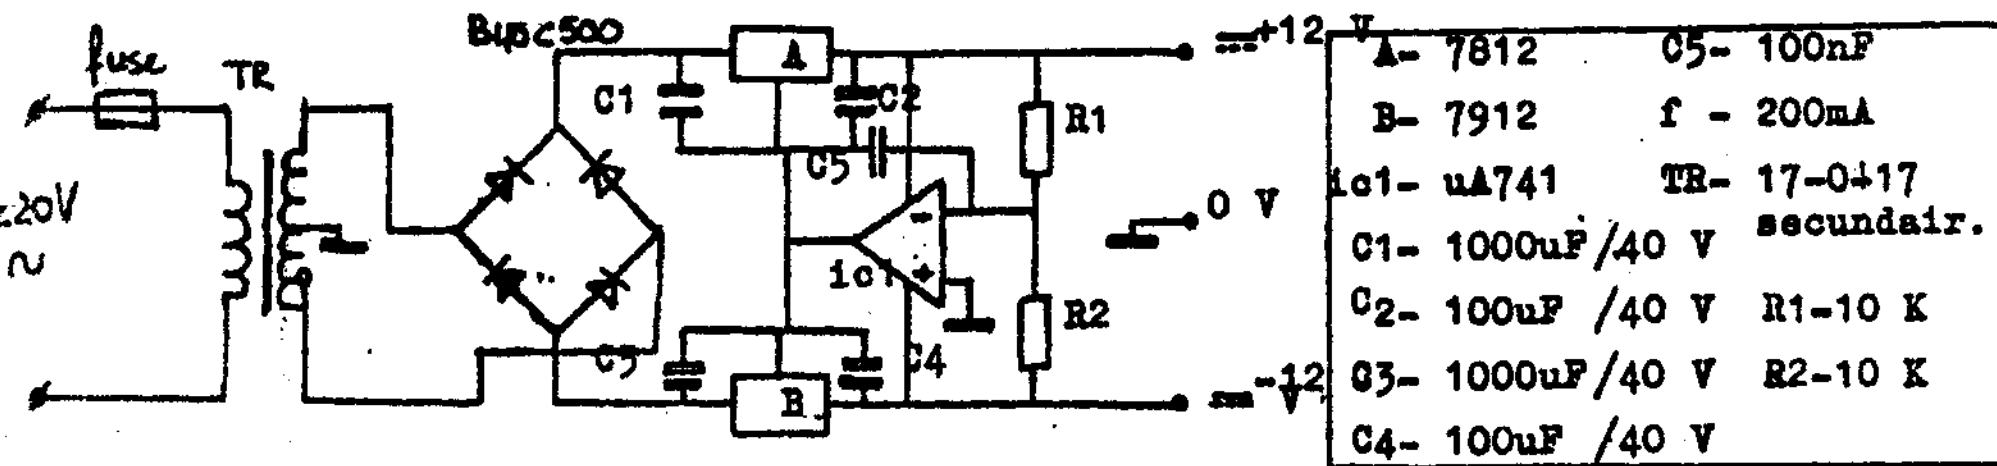 fuse
TR
B40C500
220V
~
C1
A
C2
C5
R1
ic1
-
+
C3
B
C4
R2
+12 V
0 V
-12 V
A- 7812 C5- 100nF
B- 7912 f - 200mA
ic1- uA741 TR- 17-0+17
secundair.
C1- 1000uF/40 V
C2- 100uF /40 V R1-10 K
C3- 1000uF/40 V R2-10 K
C4- 100uF /40 V